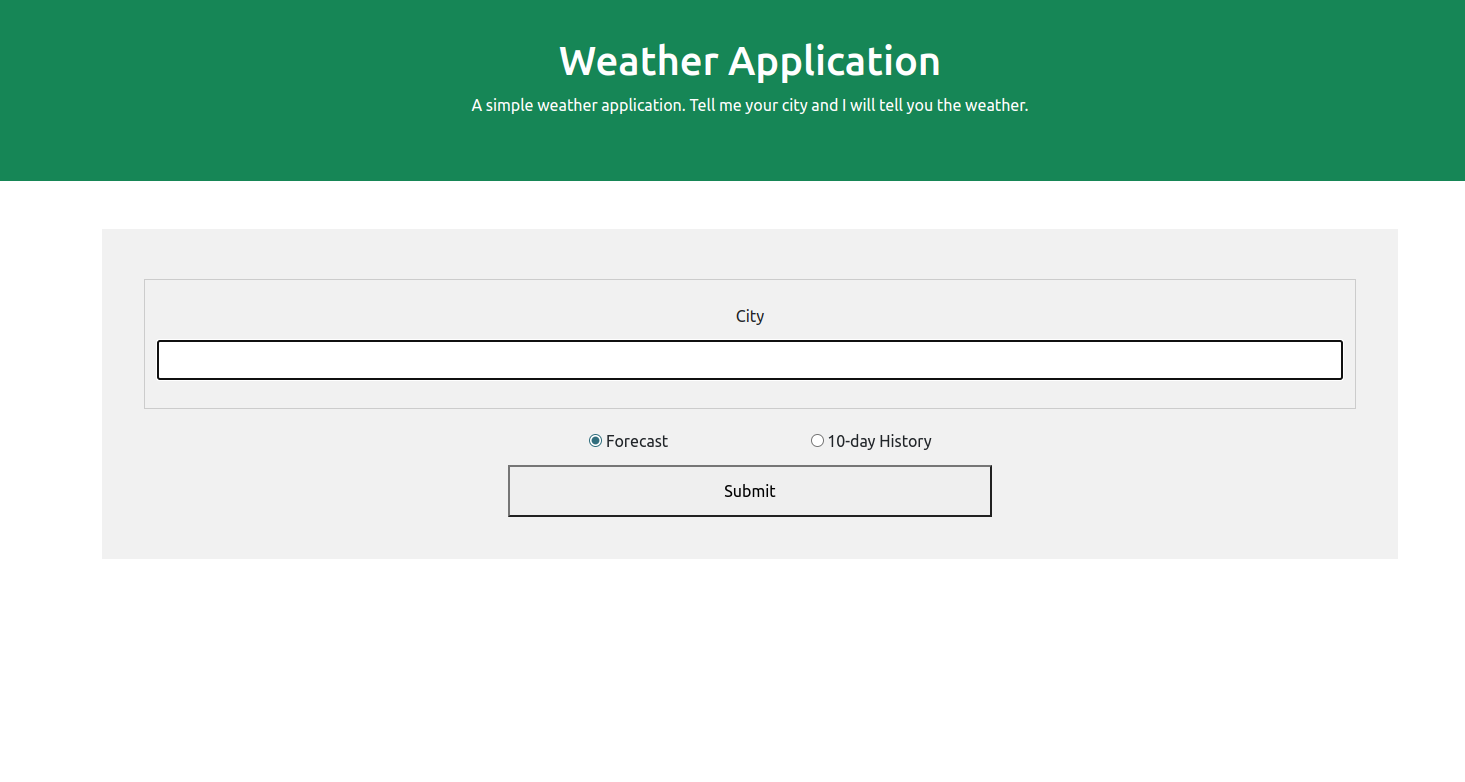 Weather Application
A simple weather application. Tell me your city and I will tell you the weather.
City
Forecast
10-day History
Submit